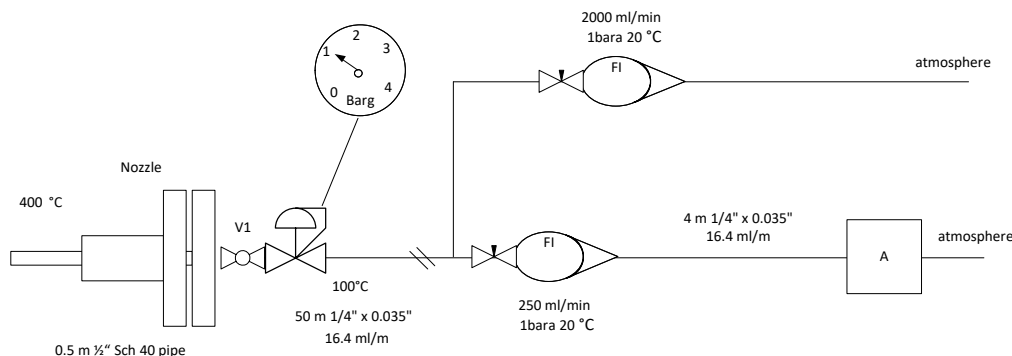 2000 ml/min
1bara 20 °C
FI
atmosphere
2
1
3
0
4
Barg
Nozzle
400 °C
V1
4 m 1/4" x 0.035"
16.4 ml/m
FI
A
atmosphere
100°C
250 ml/min
1bara 20 °C
50 m 1/4" x 0.035"
16.4 ml/m
0.5 m ½“ Sch 40 pipe